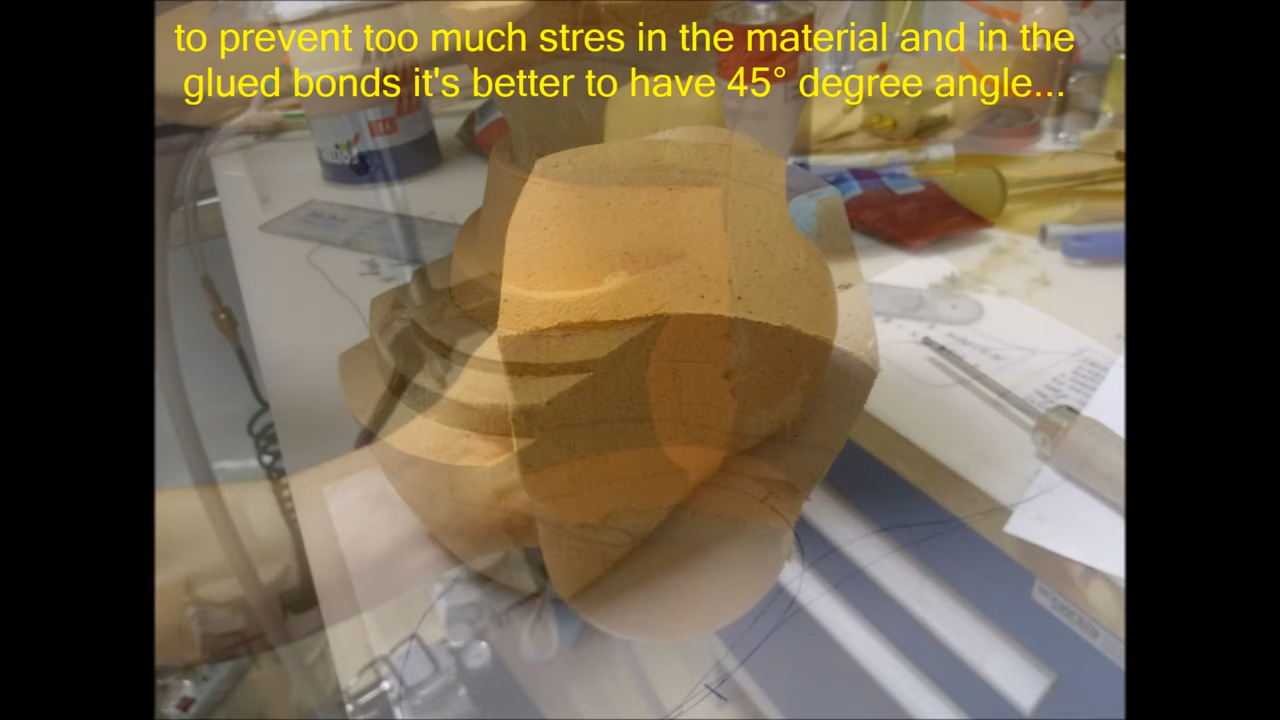 to prevent too much stres in the material and in the
glued bonds it's better to have 45° degree angle...